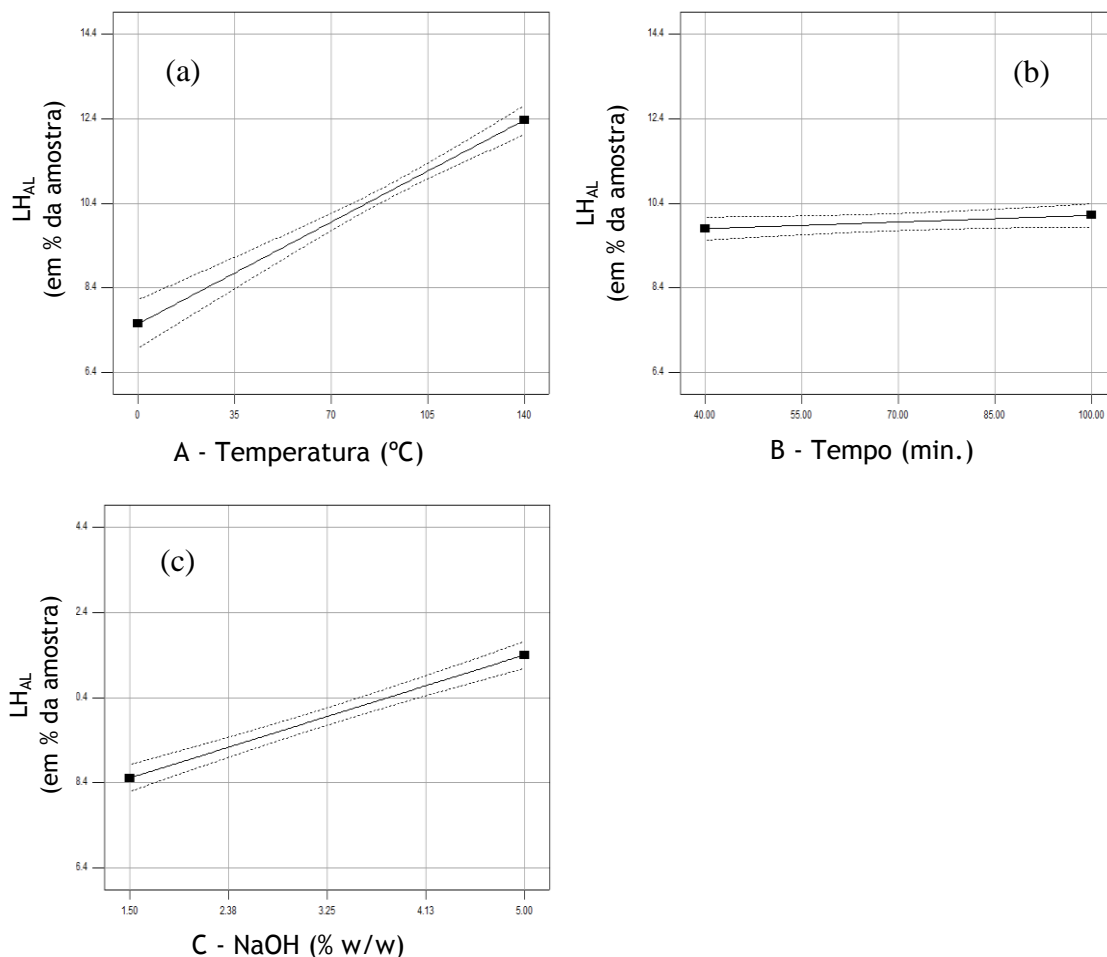 (a)
LH_AL
(em % da amostra)
14.4
12.4
10.4
8.4
6.4
0 35 70 105 140
A - Temperatura (ºC)
(b)
LH_AL
(em % da amostra)
14.4
12.4
10.4
8.4
6.4
40.00 55.00 70.00 85.00 100.00
B - Tempo (min.)
(c)
LH_AL
(em % da amostra)
4.4
2.4
0.4
8.4
6.4
1.50 2.38 3.25 4.13 5.00
C - NaOH (% w/w)